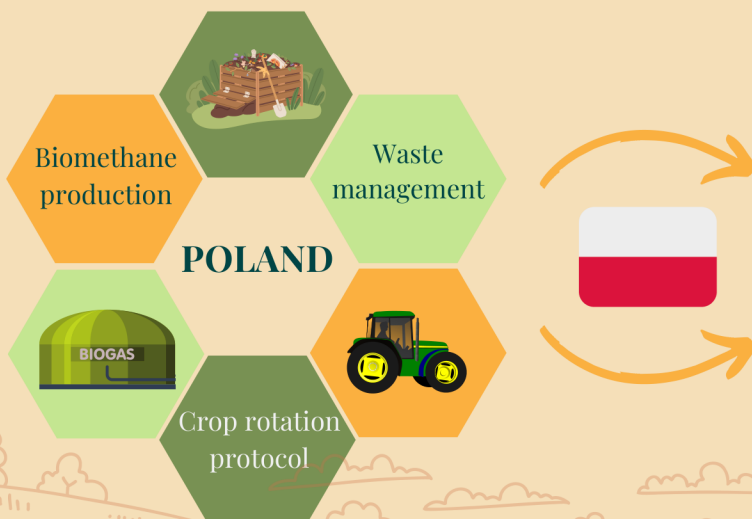 Biomethane
production
Waste
management
POLAND
BIOGAS
Crop rotation
protocol